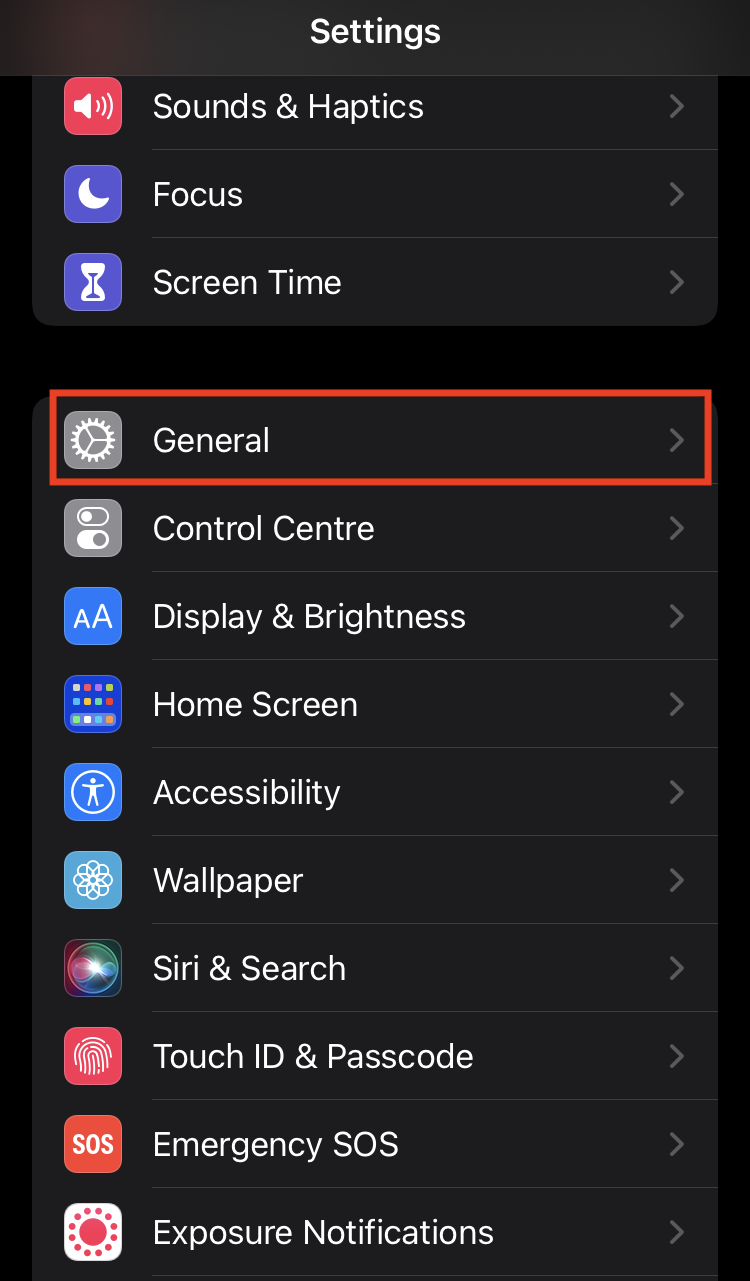 Settings
Sounds & Haptics
Focus
Screen Time
General
Control Centre
AA Display & Brightness
Home Screen
Accessibility
Wallpaper
Siri & Search
Touch ID & Passcode
SOS Emergency SOS
Exposure Notifications